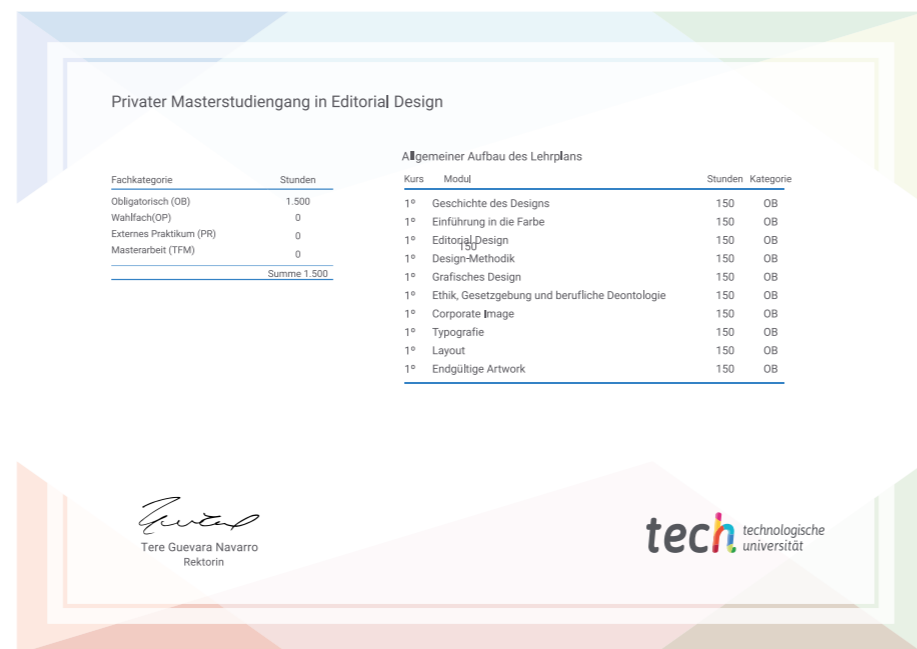 Privater Masterstudiengang in Editorial Design
Fachkategorie Stunden
Obligatorisch (OB) 1.500
Wahlfach(OP) 0
Externes Praktikum (PR) 0
Masterarbeit (TFM) 0
Summe 1.500
Allgemeiner Aufbau des Lehrplans
Kurs Modul Stunden Kategorie
1º Geschichte des Designs 150 OB
1º Einführung in die Farbe 150 OB
1º Editorial Design 150 OB
150
1º Design-Methodik 150 OB
1º Grafisches Design 150 OB
1º Ethik, Gesetzgebung und berufliche Deontologie 150 OB
1º Corporate Image 150 OB
1º Typografie 150 OB
1º Layout 150 OB
1º Endgültige Artwork 150 OB
Tere Guevara Navarro
Rektorin
tech technologische
universität